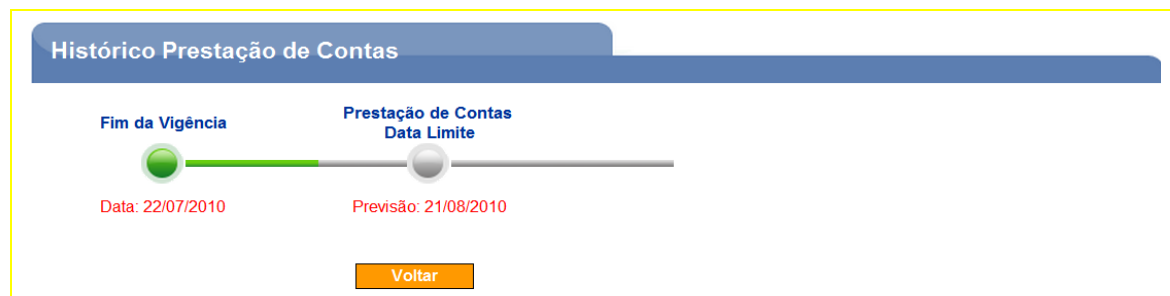 Histórico Prestação de Contas
Fim da Vigência
Prestação de Contas
Data Limite
Data: 22/07/2010
Previsão: 21/08/2010
Voltar